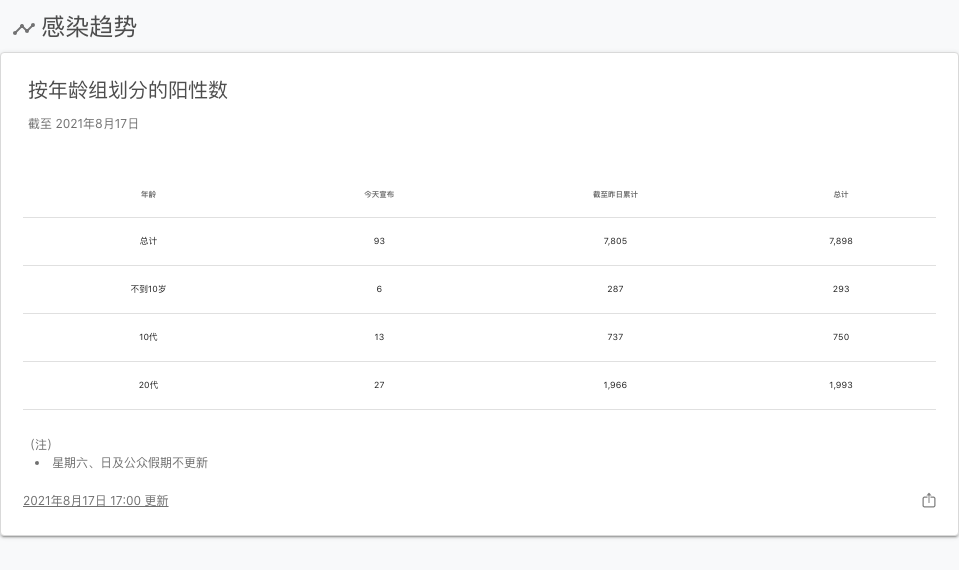 感染趋势
按年龄组划分的阳性数
截至 2021年8月17日
年龄 今天宣布 截至昨日累计 总计
总计 93 7,805 7,898
不到10岁 6 287 293
10代 13 737 750
20代 27 1,966 1,993
(注)
• 星期六、日及公众假期不更新
2021年8月17日 17:00 更新